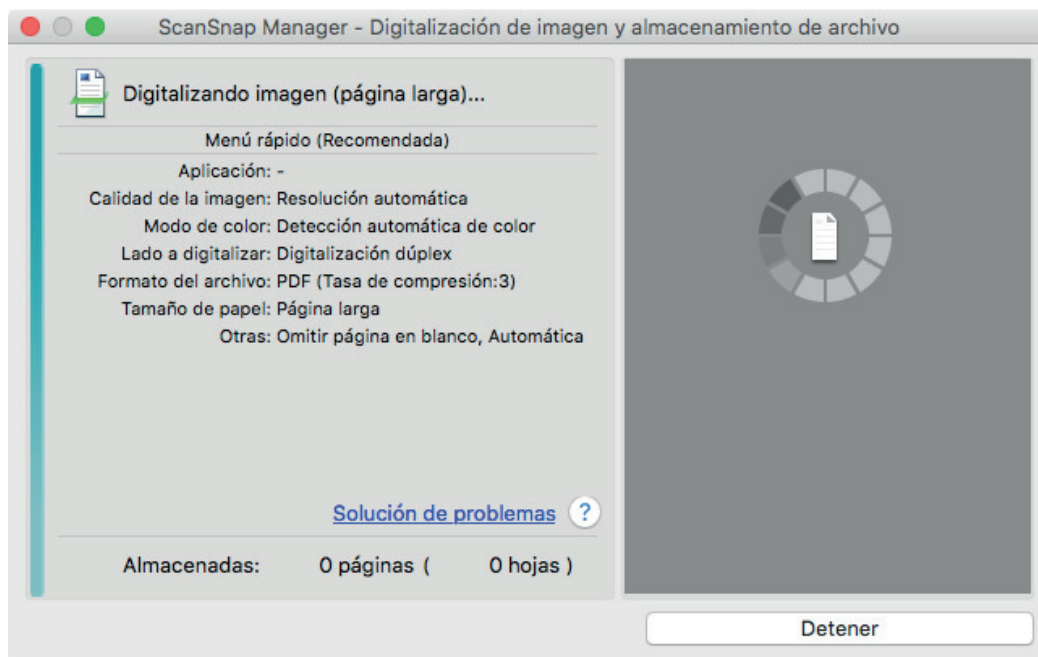 ScanSnap Manager - Digitalización de imagen y almacenamiento de archivo
Digitalizando imagen (página larga)...
Menú rápido (Recomendada)
Aplicación: -
Calidad de la imagen: Resolución automática
Modo de color: Detección automática de color
Lado a digitalizar: Digitalización dúplex
Formato del archivo: PDF (Tasa de compresión:3)
Tamaño de papel: Página larga
Otras: Omitir página en blanco, Automática
Solución de problemas ?
Almacenadas: 0 páginas ( 0 hojas )
Detener